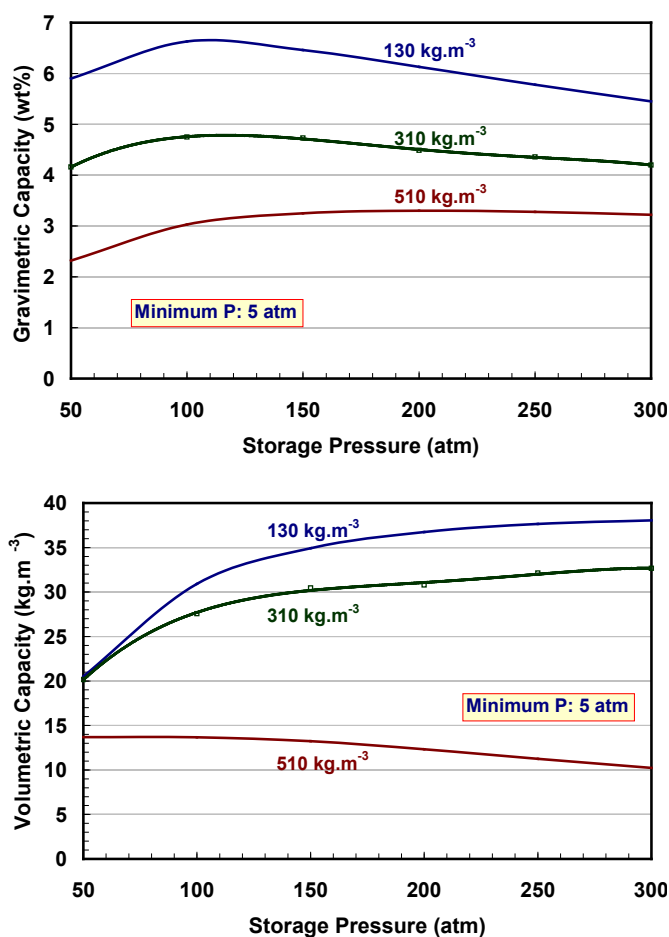 Gravimetric Capacity (wt%)
7
6
5
4
3
2
1
0
130 kg.m⁻³
310 kg.m⁻³
510 kg.m⁻³
Minimum P: 5 atm
50 100 150 200 250 300
Storage Pressure (atm)
Volumetric Capacity (kg.m ⁻³)
40
35
30
25
20
15
10
5
0
130 kg.m⁻³
310 kg.m⁻³
Minimum P: 5 atm
510 kg.m⁻³
50 100 150 200 250 300
Storage Pressure (atm)